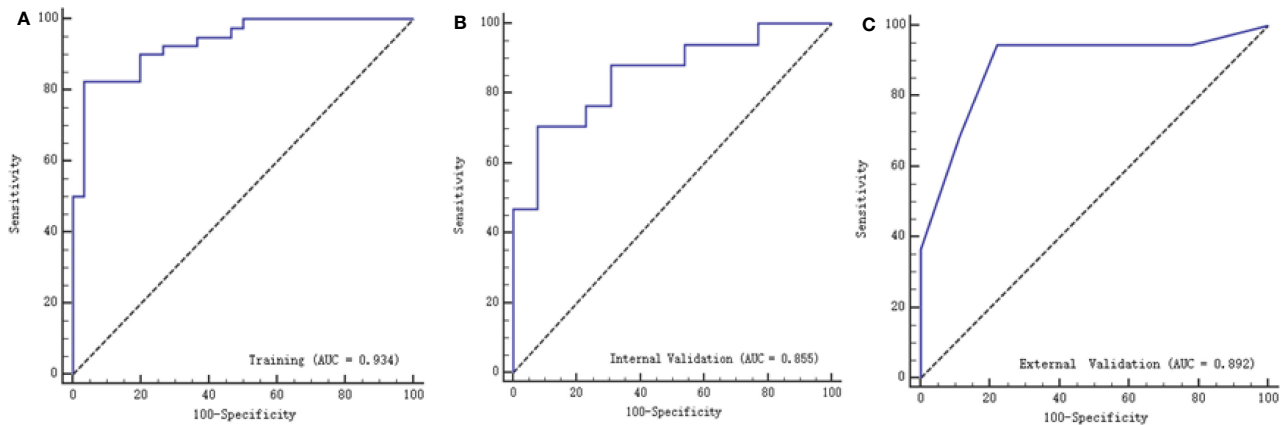 A
100
80
60
40
20
0
Sensitivity
0 20 40 60 80 100
100-Specificity
Training (AUC = 0.934)
B
100
80
60
40
20
0
Sensitivity
0 20 40 60 80 100
100-Specificity
Internal Validation (AUC = 0.855)
C
100
80
60
40
20
0
Sensitivity
0 20 40 60 80 100
100-Specificity
External Validation (AUC = 0.892)